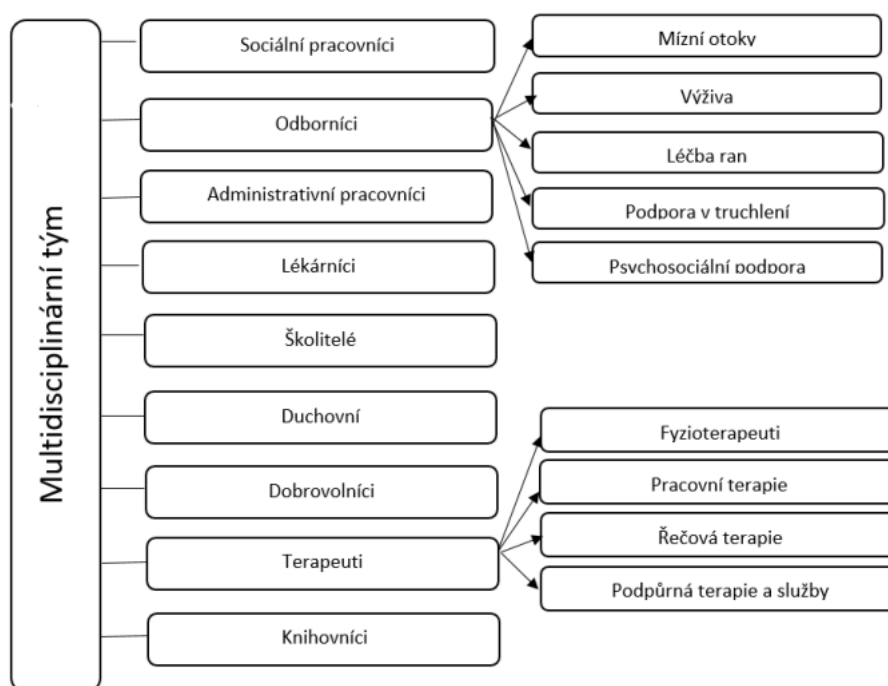 Multidisciplinární tým
Sociální pracovníci
Odborníci
Administrativní pracovníci
Lékárníci
Školitelé
Duchovní
Dobrovolníci
Terapeuti
Knihovníci
Mízní otoky
Výživa
Léčba ran
Podpora v truchlení
Psychosociální podpora
Fyzioterapeuti
Pracovní terapie
Řečová terapie
Podpůrná terapie a služby